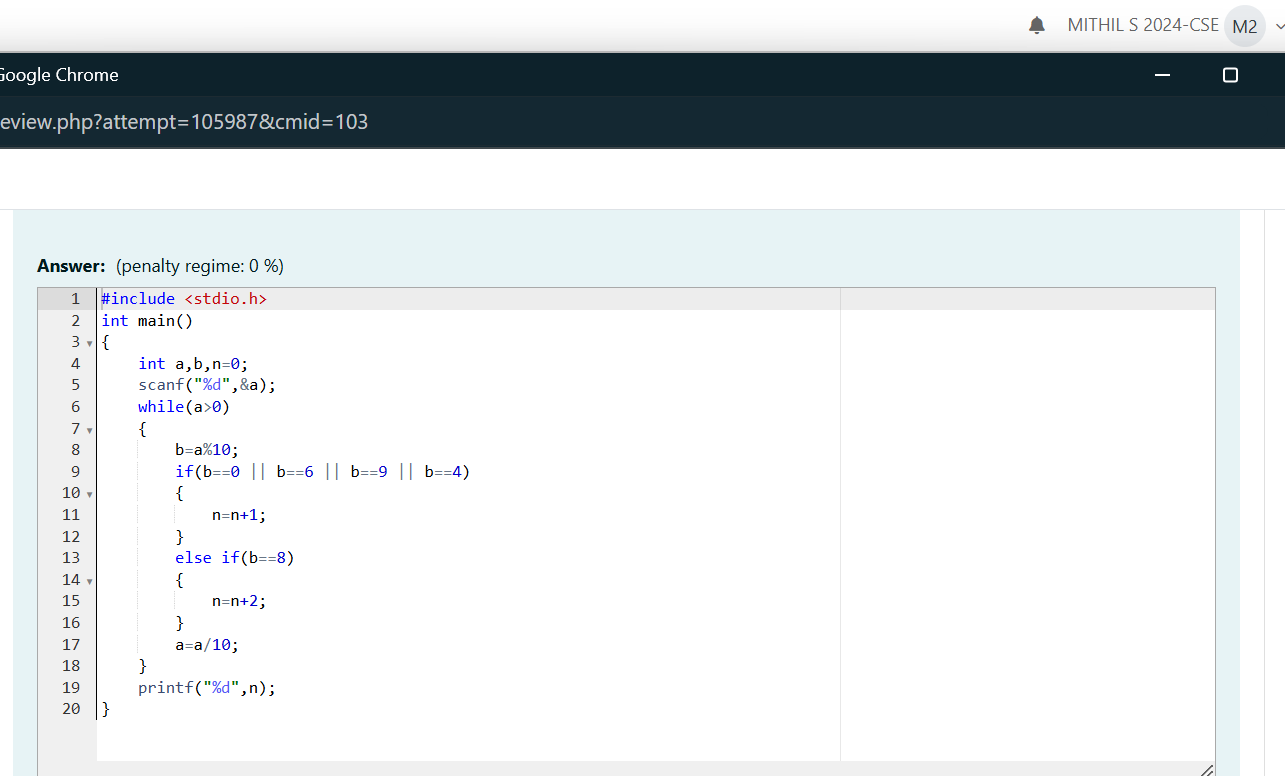 MITHIL S 2024-CSE M2
Google Chrome
eview.php?attempt=105987&cmid=103
Answer: (penalty regime: 0 %)
1 #include <stdio.h>
2 int main()
3 {
4 int a,b,n=0;
5 scanf("%d",&a);
6 while(a>0)
7 {
8 b=a%10;
9 if(b==0 || b==6 || b==9 || b==4)
10 {
11 n=n+1;
12 }
13 else if(b==8)
14 {
15 n=n+2;
16 }
17 a=a/10;
18 }
19 printf("%d",n);
20 }